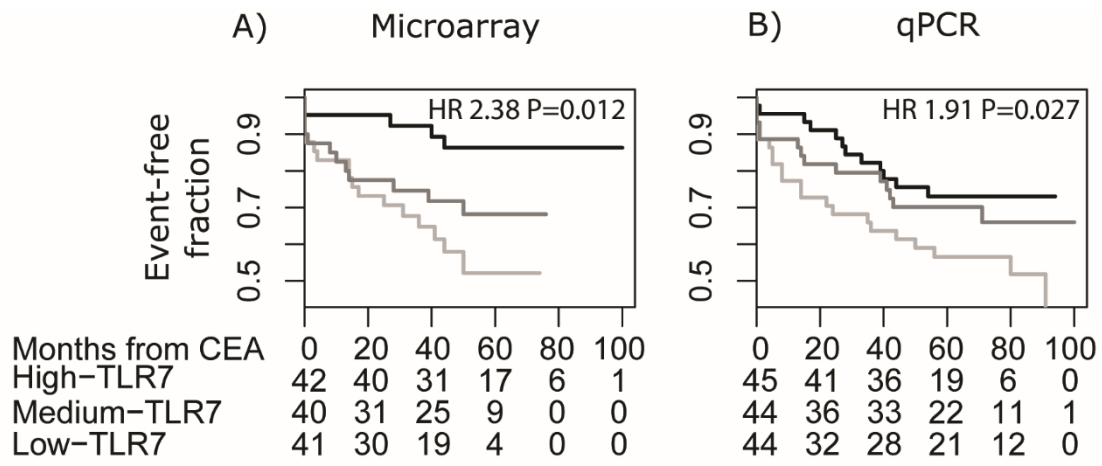 A) Microarray
B) qPCR
HR 2.38 P=0.012
HR 1.91 P=0.027
Event-free
fraction
0.9
0.7
0.5
0.9
0.7
0.5
Months from CEA 0 20 40 60 80 100 0 20 40 60 80 100
High−TLR7 42 40 31 17 6 1 45 41 36 19 6 0
Medium−TLR7 40 31 25 9 0 0 44 36 33 22 11 1
Low−TLR7 41 30 19 4 0 0 44 32 28 21 12 0